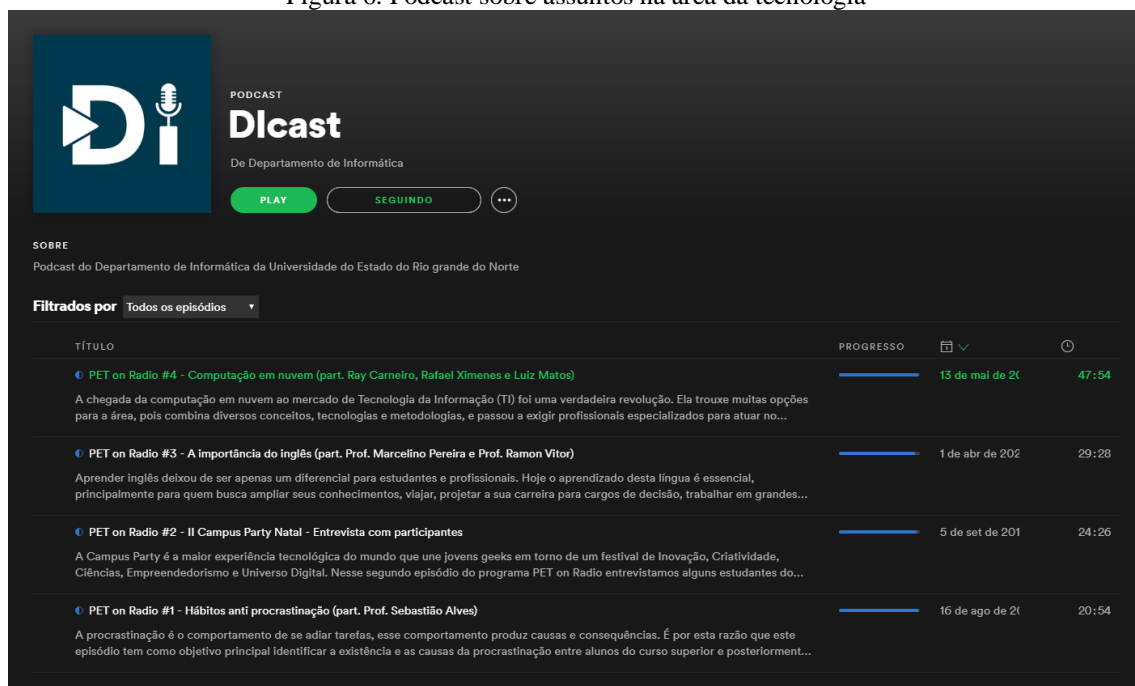 Figura 6. Podcast sobre assuntos na área da tecnologia
Di
PODCAST
DIcast
De Departamento de Informática
PLAY
SEGUINDO
SOBRE
Podcast do Departamento de Informática da Universidade do Estado do Rio grande do Norte
Filtrados por Todos os episódios
TÍTULO PROGRESSO
PET on Radio #4 - Computação em nuvem (part. Ray Carneiro, Rafael Ximenes e Luiz Matos) 13 de mai de 20 47:54
A chegada da computação em nuvem ao mercado de Tecnologia da Informação (TI) foi uma verdadeira revolução. Ela trouxe muitas opções
para a área, pois combina diversos conceitos, tecnologias e metodologias, e passou a exigir profissionais especializados para atuar no...
PET on Radio #3 - A importância do inglês (part. Prof. Marcelino Pereira e Prof. Ramon Vitor) 1 de abr de 202 29:28
Aprender inglês deixou de ser apenas um diferencial para estudantes e profissionais. Hoje o aprendizado desta língua é essencial,
principalmente para quem busca ampliar seus conhecimentos, viajar, projetar a sua carreira para cargos de decisão, trabalhar em grandes...
PET on Radio #2 - II Campus Party Natal - Entrevista com participantes 5 de set de 201 24:26
A Campus Party é a maior experiência tecnológica do mundo que une jovens geeks em torno de um festival de Inovação, Criatividade,
Ciências, Empreendedorismo e Universo Digital. Nesse segundo episódio do programa PET on Radio entrevistamos alguns estudantes do...
PET on Radio #1 - Hábitos anti procrastinação (part. Prof. Sebastião Alves) 16 de ago de 20 20:54
A procrastinação é o comportamento de se adiar tarefas, esse comportamento produz causas e consequências. É por esta razão que este
episódio tem como objetivo principal identificar a existência e as causas da procrastinação entre alunos do curso superior e posteriorment...